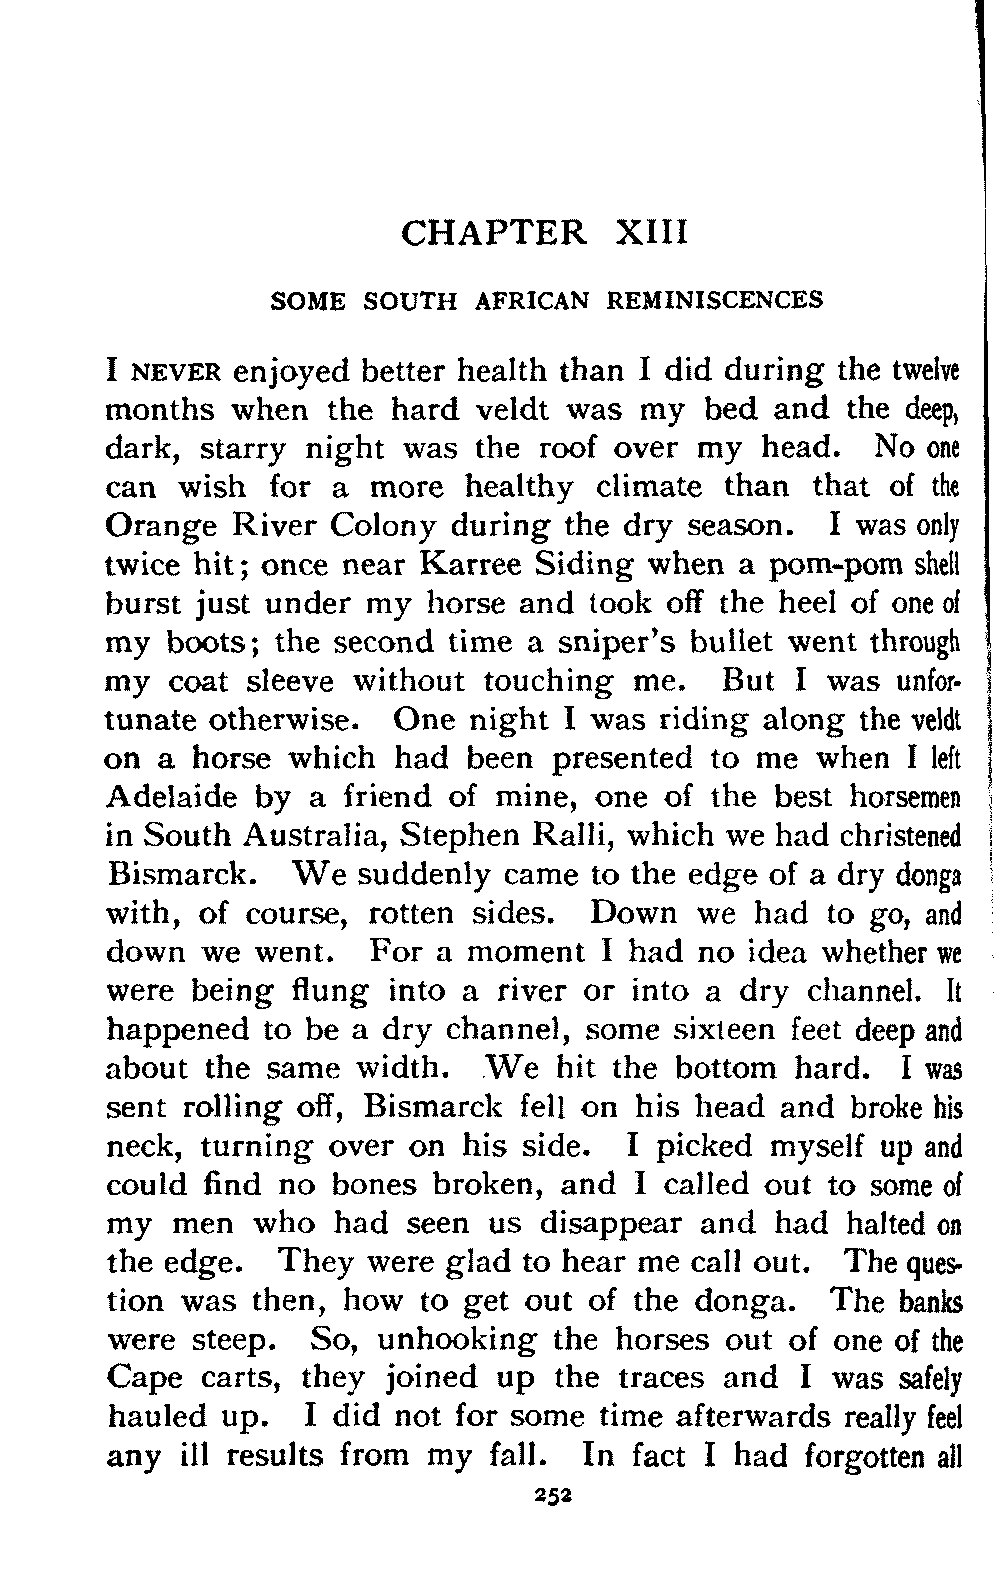 CHAPTER XIII
SOME SOUTH AFRICAN REMINISCENCES
I NEVER enjoyed better health than I did during the twelve
months when the hard veldt was my bed and the deep,
dark, starry night was the roof over my head. No one
can wish for a more healthy climate than that of the
Orange River Colony during the dry season. I was only
twice hit; once near Karree Siding when a pom-pom shell
burst just under my horse and took off the heel of one of
my boots; the second time a sniper's bullet went through
my coat sleeve without touching me. But I was unfor-
tunate otherwise. One night I was riding along the veldt
on a horse which had been presented to me when I left
Adelaide by a friend of mine, one of the best horsemen
in South Australia, Stephen Ralli, which we had christened
Bismarck. We suddenly came to the edge of a dry donga
with, of course, rotten sides. Down we had to go, and
down we went. For a moment I had no idea whether we
were being flung into a river or into a dry channel. It
happened to be a dry channel, some sixteen feet deep and
about the same width. We hit the bottom hard. I was
sent rolling off, Bismarck fell on his head and broke his
neck, turning over on his side. I picked myself up and
could find no bones broken, and I called out to some of
my men who had seen us disappear and had halted on
the edge. They were glad to hear me call out. The ques-
tion was then, how to get out of the donga. The banks
were steep. So, unhooking the horses out of one of the
Cape carts, they joined up the traces and I was safely
hauled up. I did not for some time afterwards really feel
any ill results from my fall. In fact I had forgotten all
252